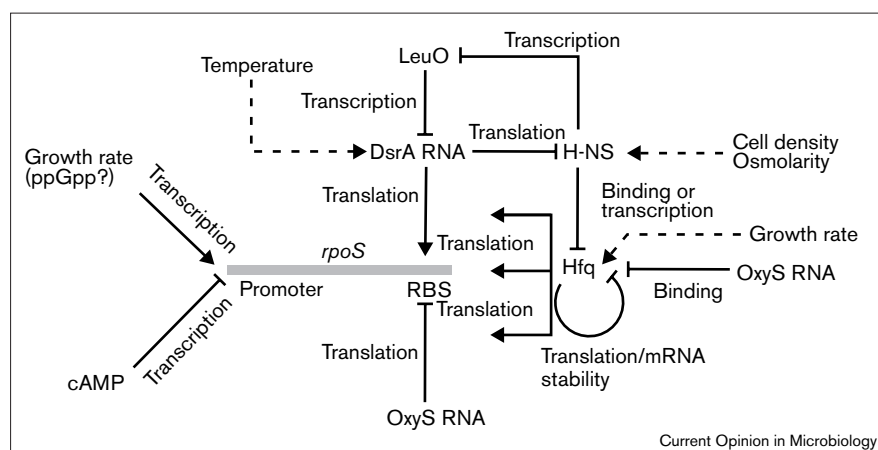 Transcription
LeuO
Temperature
Transcription
Translation
DsrA RNA
H-NS
Cell density
Osmolarity
Growth rate
(ppGpp?)
Transcription
Translation
Binding or
transcription
rpoS
Translation
Growth rate
Hfq
OxyS RNA
Promoter
RBS
Binding
Translation
Transcription
Translation
Translation/mRNA
stability
cAMP
OxyS RNA
Current Opinion in Microbiology